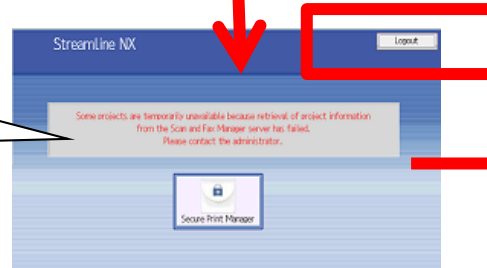 StreamLine NX
Logout
Some projects are temporarily unavailable because retrieval of project information
from the Scan and Fax Manager server has failed.
Please contact the administrator.
Secure Print Manager